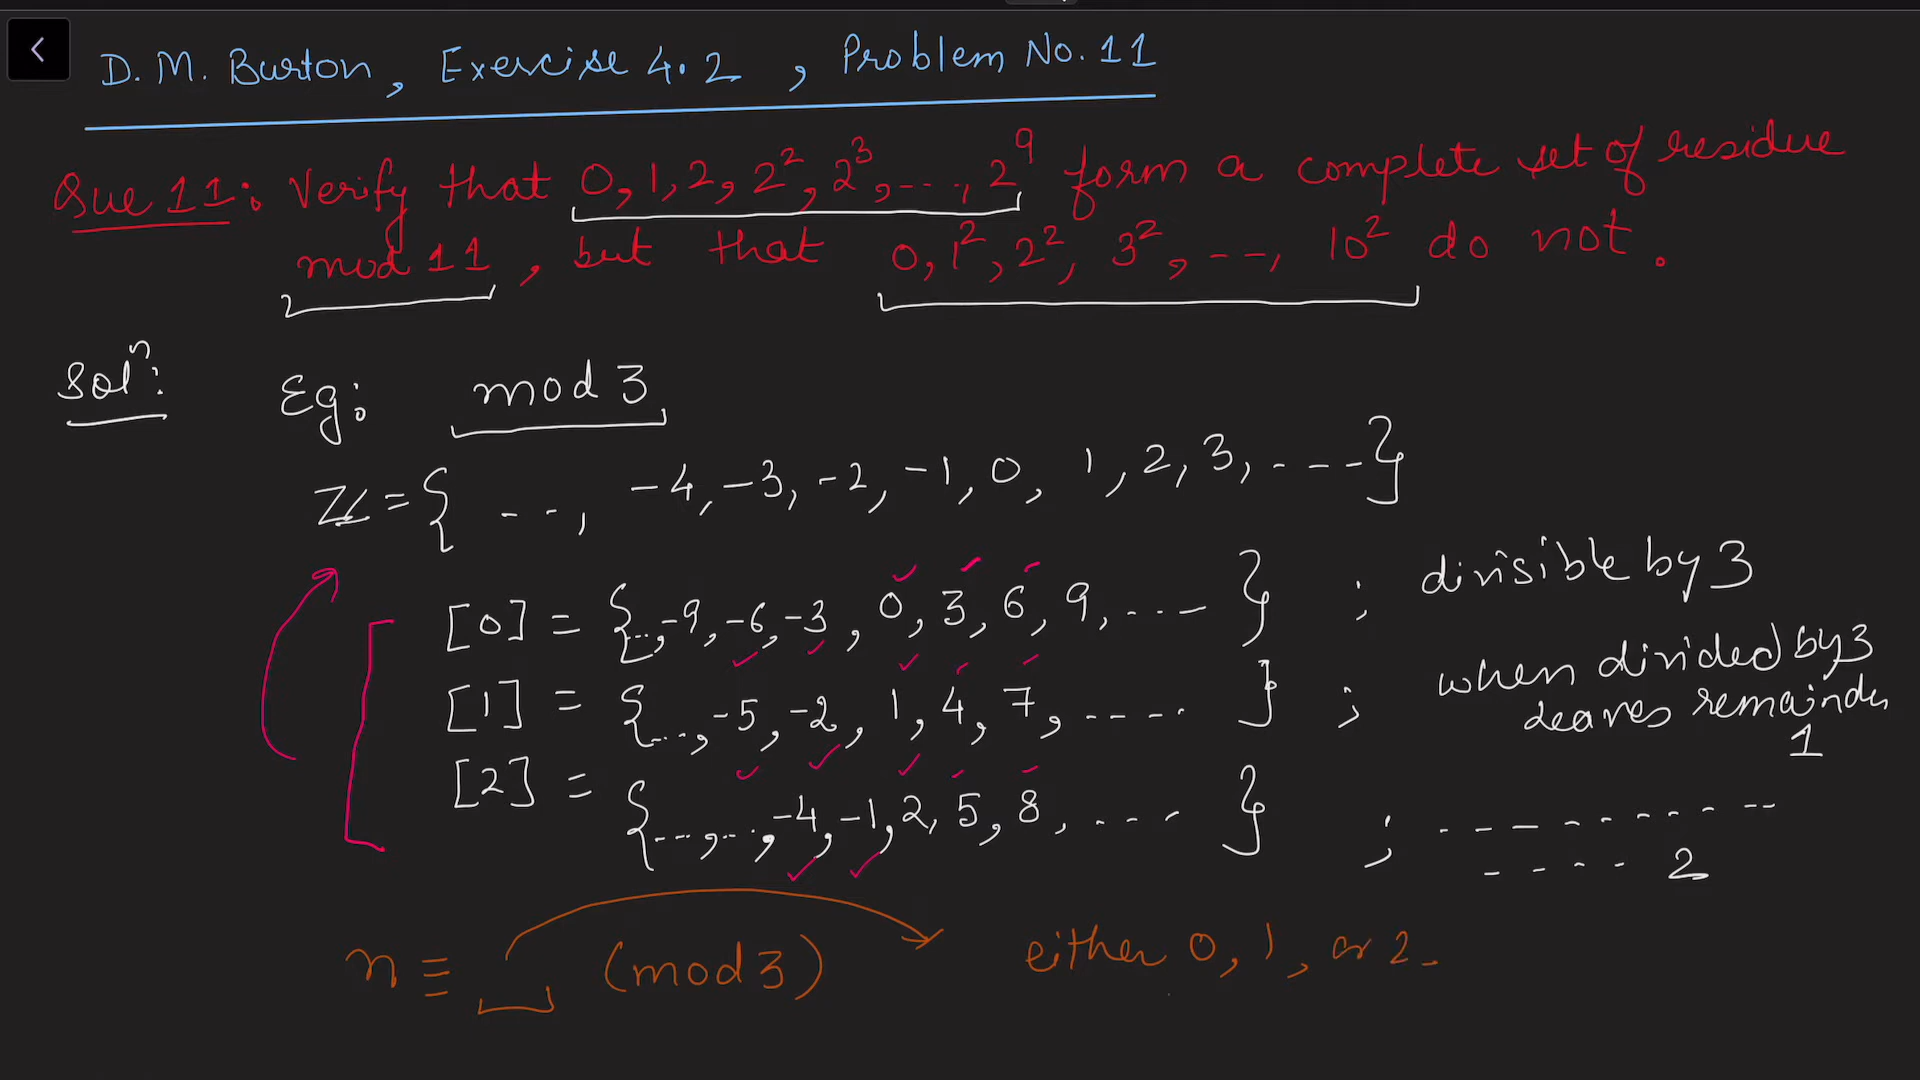 D. M. Burton, Exercise 4.2, Problem No. 11
Que 11: Verify that 0, 1, 2, 2², 2³, ..., 2⁹ form a complete set of residue
mod 11, but that 0, 1², 2², 3², ..., 10² do not.
Solⁿ: Eg: mod 3
ℤ = { ..., -4, -3, -2, -1, 0, 1, 2, 3, ... }
[0] = {..., -9, -6, -3, 0, 3, 6, 9, ... } ; divisible by 3
[1] = {..., -5, -2, 1, 4, 7, .... } ; when divided by 3
leaves remainder
1
[2] = {..., ..., -4, -1, 2, 5, 8, .... } ; ---------
---- 2
n ≡ (mod 3) either 0, 1, or 2.